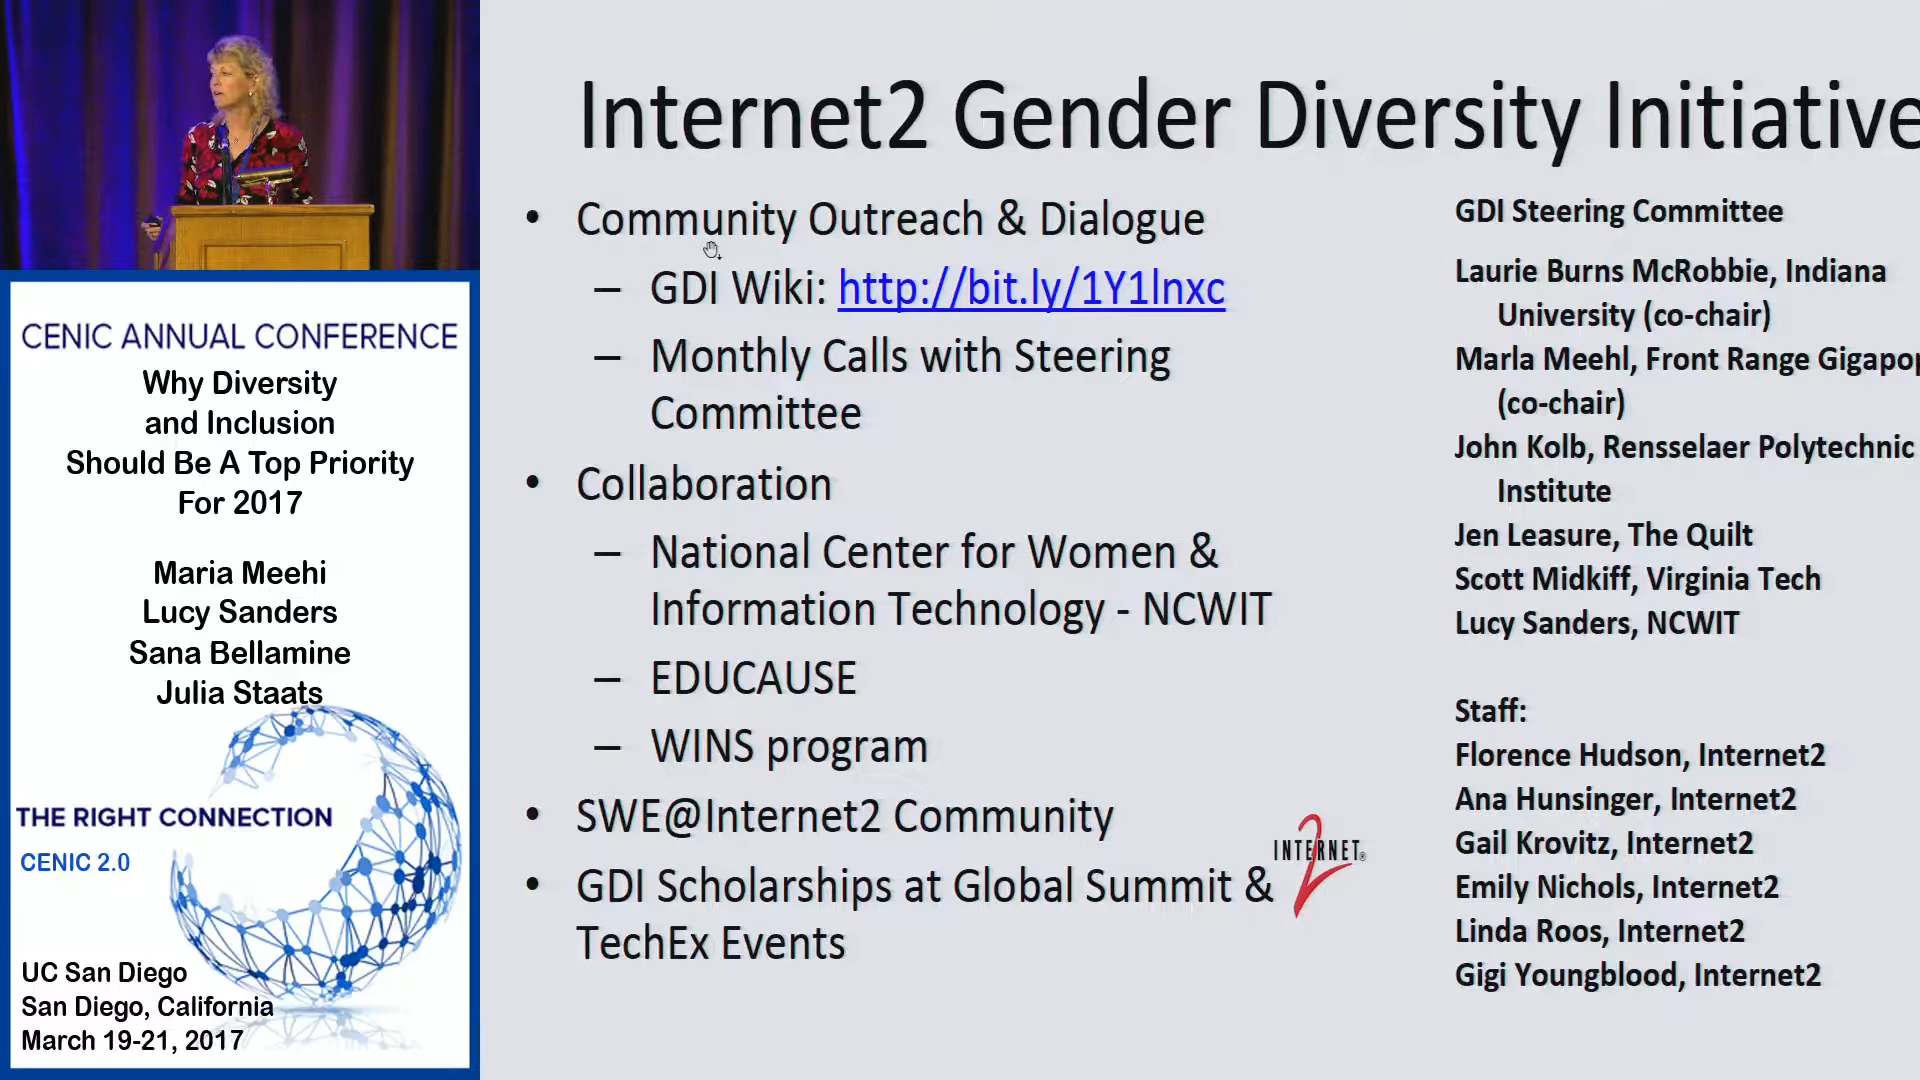 CENIC ANNUAL CONFERENCE
Why Diversity
and Inclusion
Should Be A Top Priority
For 2017
Maria Meehi
Lucy Sanders
Sana Bellamine
Julia Staats
THE RIGHT CONNECTION
CENIC 2.0
UC San Diego
San Diego, California
March 19-21, 2017
Internet2 Gender Diversity Initiative
• Community Outreach & Dialogue
– GDI Wiki: http://bit.ly/1Y1lnxc
– Monthly Calls with Steering
Committee
• Collaboration
– National Center for Women &
Information Technology - NCWIT
– EDUCAUSE
– WINS program
• SWE@Internet2 Community
• GDI Scholarships at Global Summit &
TechEx Events
INTERNET2®
GDI Steering Committee
Laurie Burns McRobbie, Indiana
University (co-chair)
Marla Meehl, Front Range Gigapop
(co-chair)
John Kolb, Rensselaer Polytechnic
Institute
Jen Leasure, The Quilt
Scott Midkiff, Virginia Tech
Lucy Sanders, NCWIT
Staff:
Florence Hudson, Internet2
Ana Hunsinger, Internet2
Gail Krovitz, Internet2
Emily Nichols, Internet2
Linda Roos, Internet2
Gigi Youngblood, Internet2